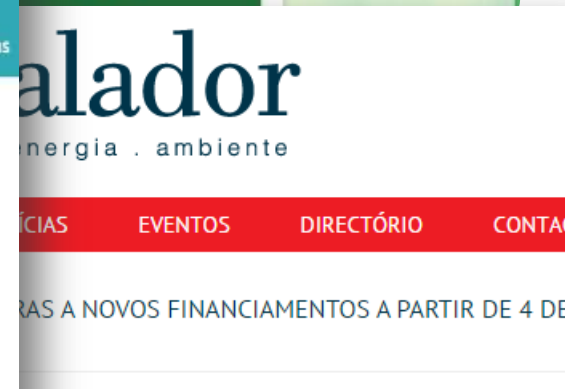 alador
energia . ambiente
ÍCIAS EVENTOS DIRECTÓRIO CONTA
RAS A NOVOS FINANCIAMENTOS A PARTIR DE 4 DE